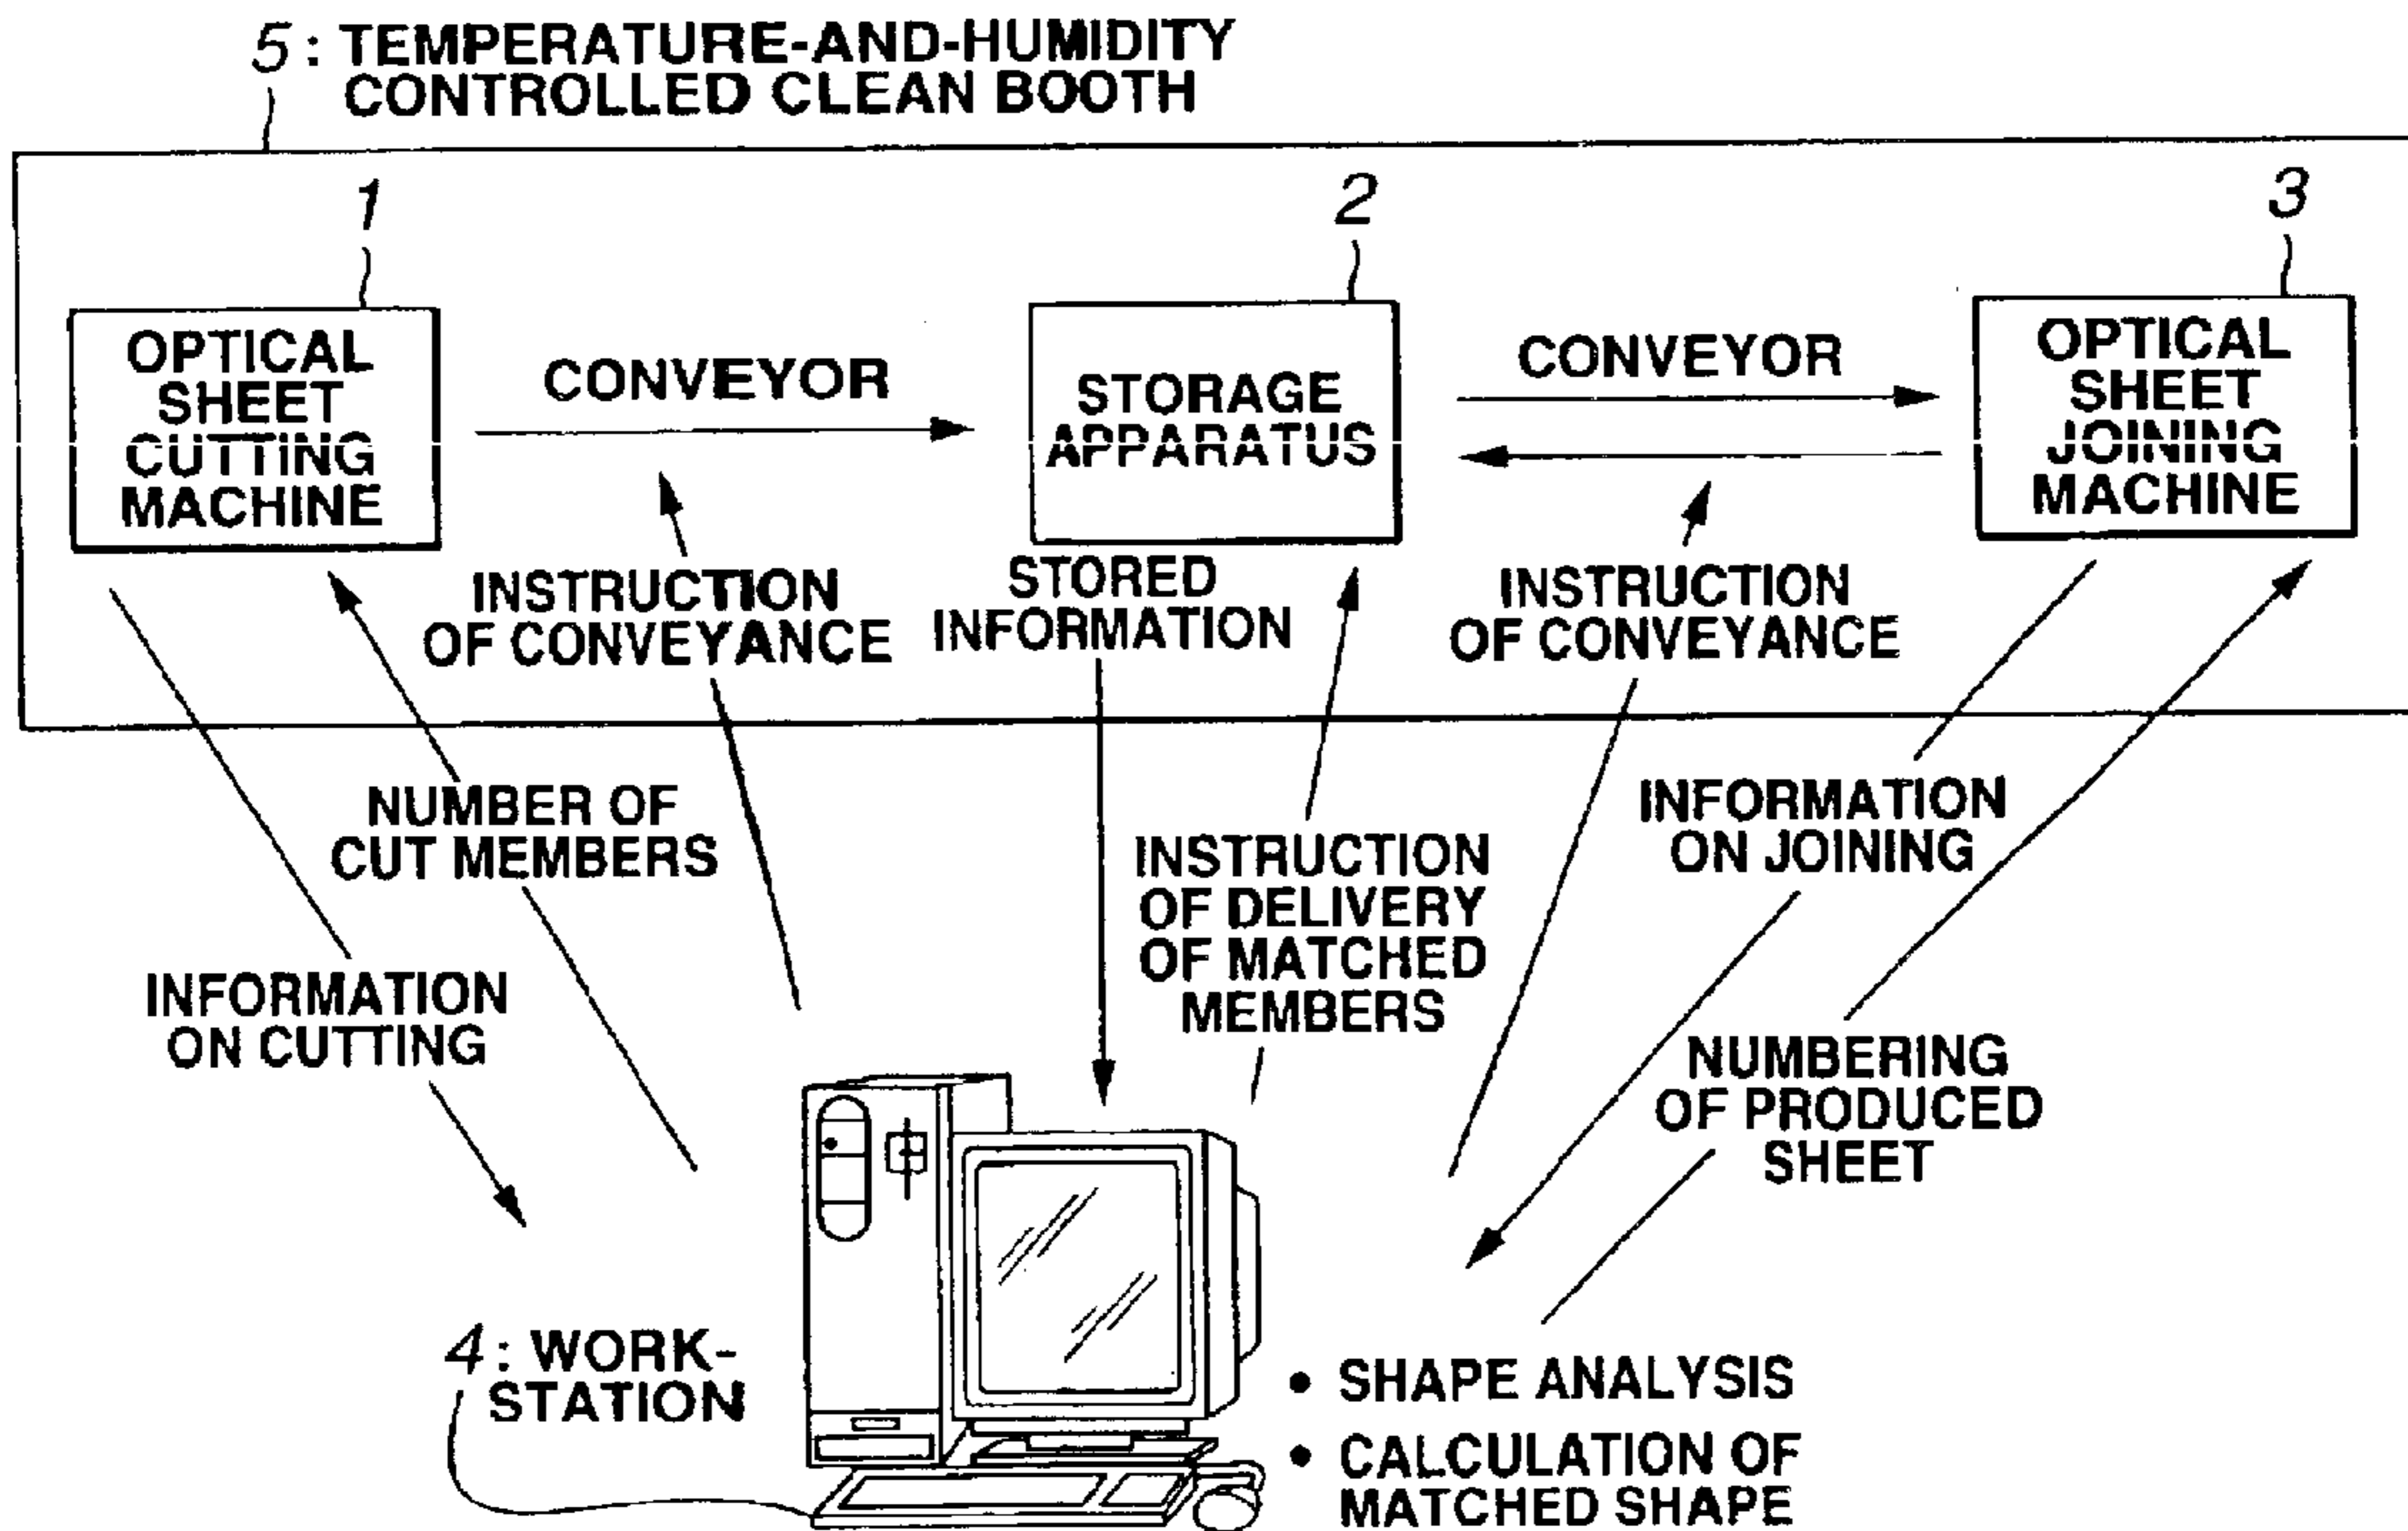 5: TEMPERATURE-AND-HUMIDITY
CONTROLLED CLEAN BOOTH
1
2
3
OPTICAL
SHEET
CUTTING
MACHINE
CONVEYOR
STORAGE
APPARATUS
CONVEYOR
OPTICAL
SHEET
JOINING
MACHINE
INSTRUCTION
OF CONVEYANCE
STORED
INFORMATION
INSTRUCTION
OF CONVEYANCE
NUMBER OF
CUT MEMBERS
INFORMATION
ON JOINING
INSTRUCTION
OF DELIVERY
OF MATCHED
MEMBERS
INFORMATION
ON CUTTING
NUMBERING
OF PRODUCED
SHEET
4: WORK-
STATION
• SHAPE ANALYSIS
• CALCULATION OF
MATCHED SHAPE